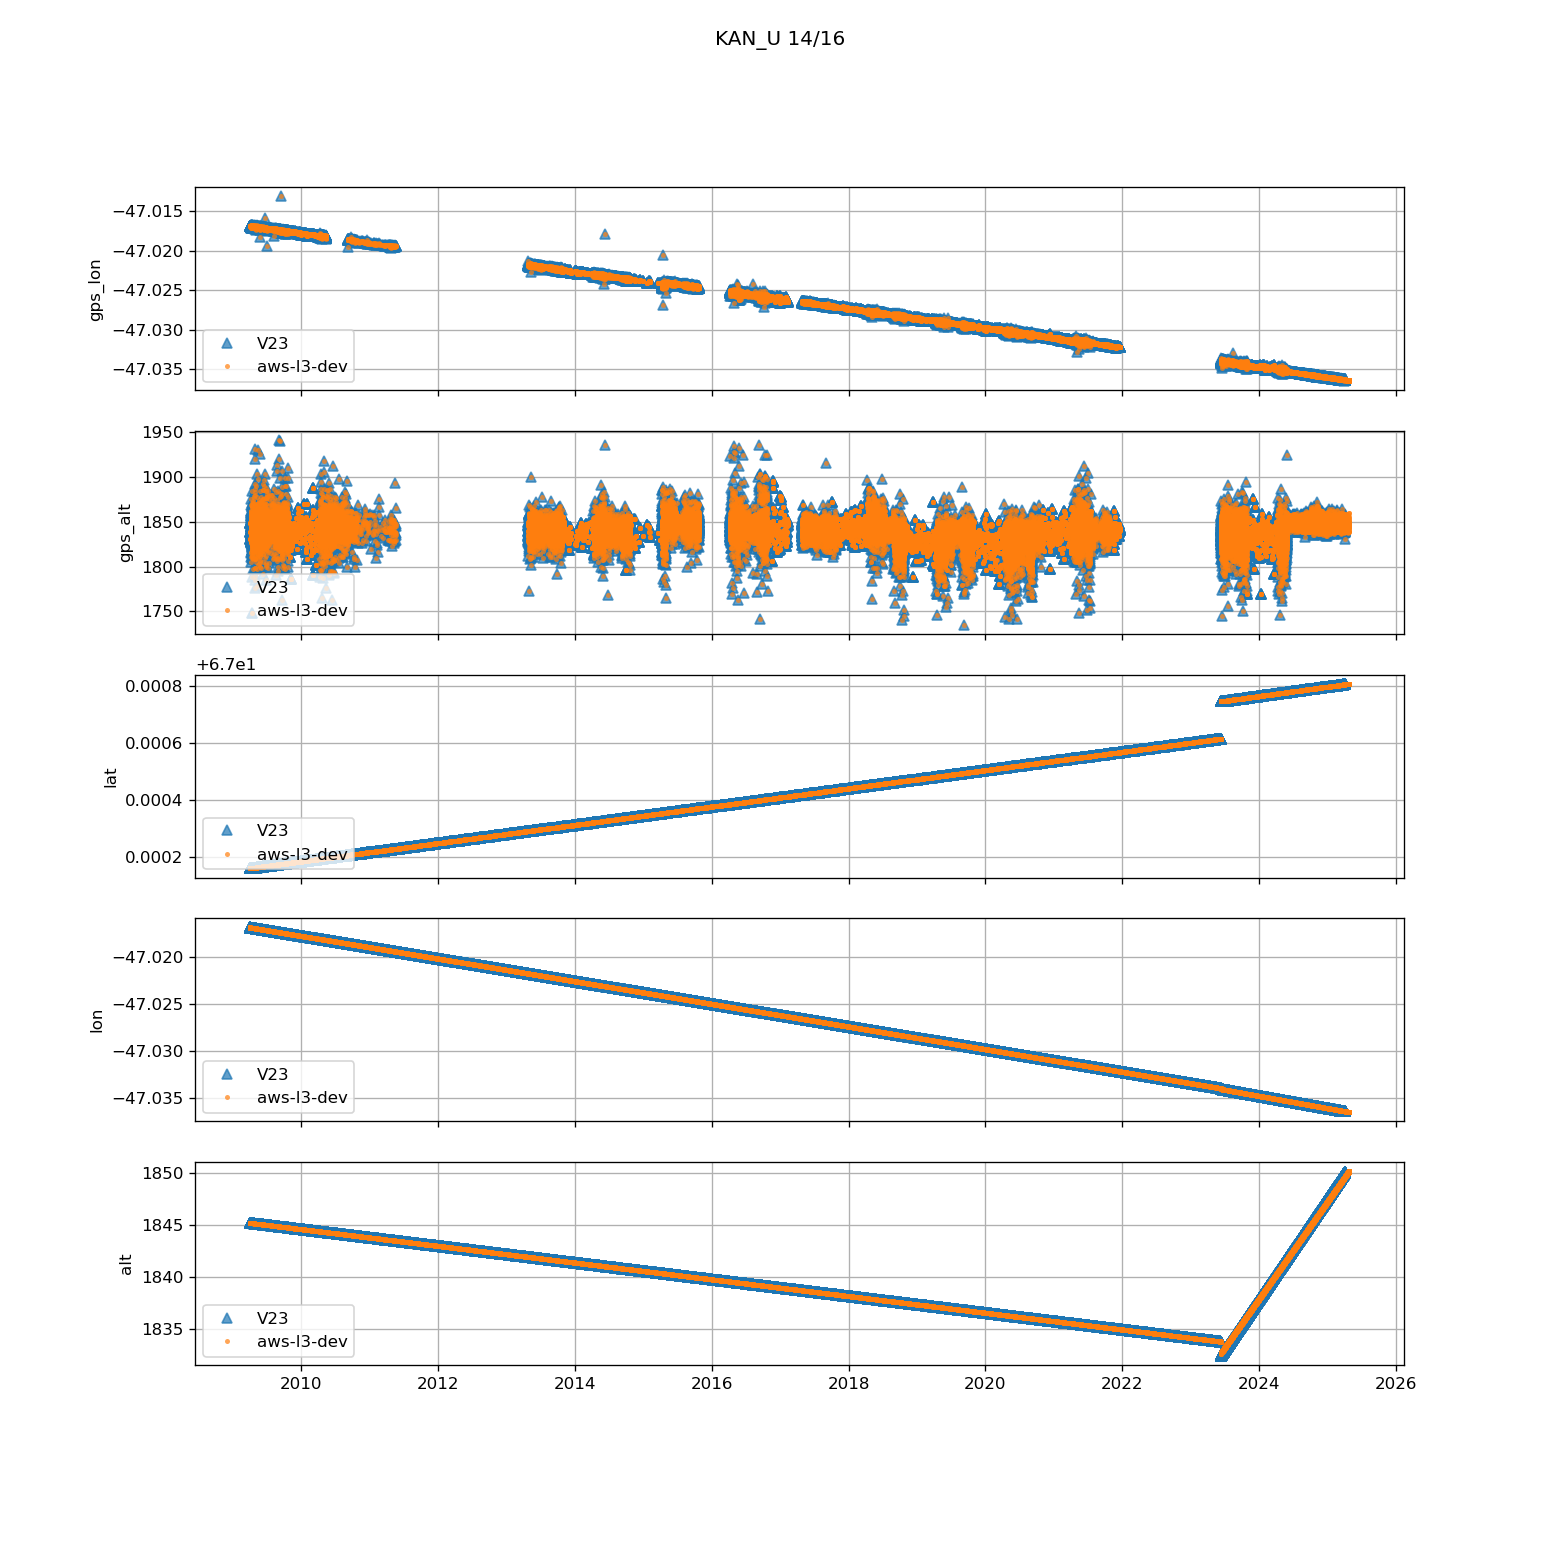 KAN_U 14/16
−47.015
−47.020
−47.025
−47.030
−47.035
gps_lon
V23
aws-l3-dev
1950
1900
1850
1800
1750
gps_alt
V23
aws-l3-dev
+6.7e1
0.0008
0.0006
0.0004
0.0002
lat
V23
aws-l3-dev
−47.020
−47.025
−47.030
−47.035
lon
V23
aws-l3-dev
1850
1845
1840
1835
alt
V23
aws-l3-dev
2010 2012 2014 2016 2018 2020 2022 2024 2026